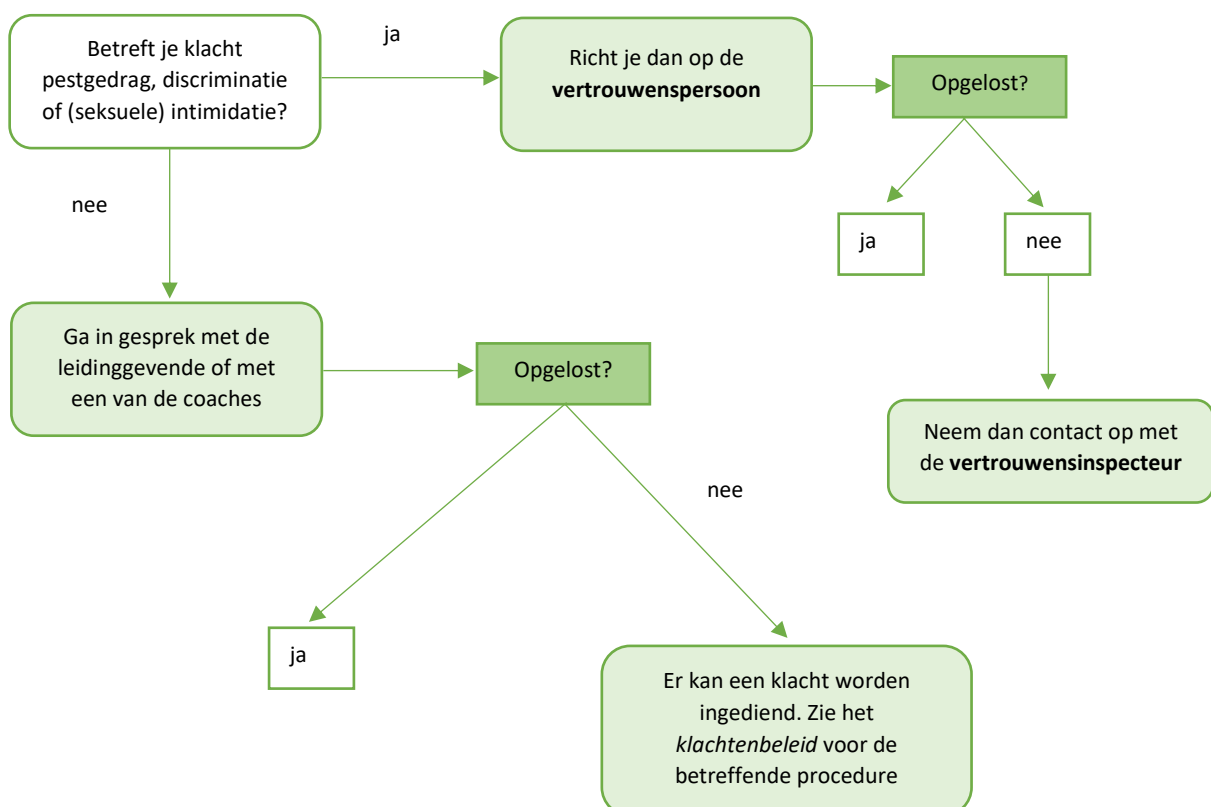 Betreft je klacht
pestgedrag, discriminatie
of (seksuele) intimidatie?
ja
Richt je dan op de
vertrouwenspersoon
Opgelost?
ja
nee
nee
Ga in gesprek met de
leidinggevende of met
een van de coaches
Opgelost?
Neem dan contact op met
de vertrouwensinspecteur
nee
ja
Er kan een klacht worden
ingediend. Zie het
klachtenbeleid voor de
betreffende procedure